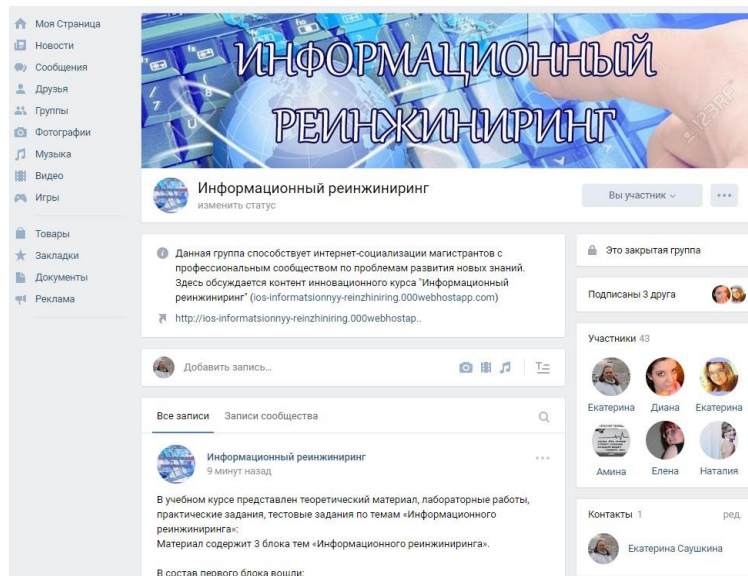 Моя Страница
Новости
Сообщения
Друзья
Группы
Фотографии
Музыка
Видео
Игры
Товары
Закладки
Документы
Реклама
ИНФОРМАЦИОННЫЙ
РЕИНЖИНИРИНГ
123RF
Информационный реинжиниринг
изменить статус
Вы участник
Данная группа способствует интернет-социализации магистрантов с
профессиональным сообществом по проблемам развития новых знаний.
Здесь обсуждается контент инновационного курса "Информационный
реинжиниринг" (ios-informatsionnyy-reinzhiniring.000webhostapp.com)
http://ios-informatsionnyy-reinzhiniring.000webhostap..
Добавить запись...
Все записи Записи сообщества
Информационный реинжиниринг
9 минут назад
В учебном курсе представлен теоретический материал, лабораторные работы,
практические задания, тестовые задания по темам «Информационного
реинжиниринга»:
Материал содержит 3 блока тем «Информационного реинжиниринга».
В состав первого блока вошли:
Это закрытая группа
Подписаны 3 друга
Участники 43
Екатерина Диана Екатерина
Амина Елена Наталия
Контакты 1 ред.
Екатерина Саушкина